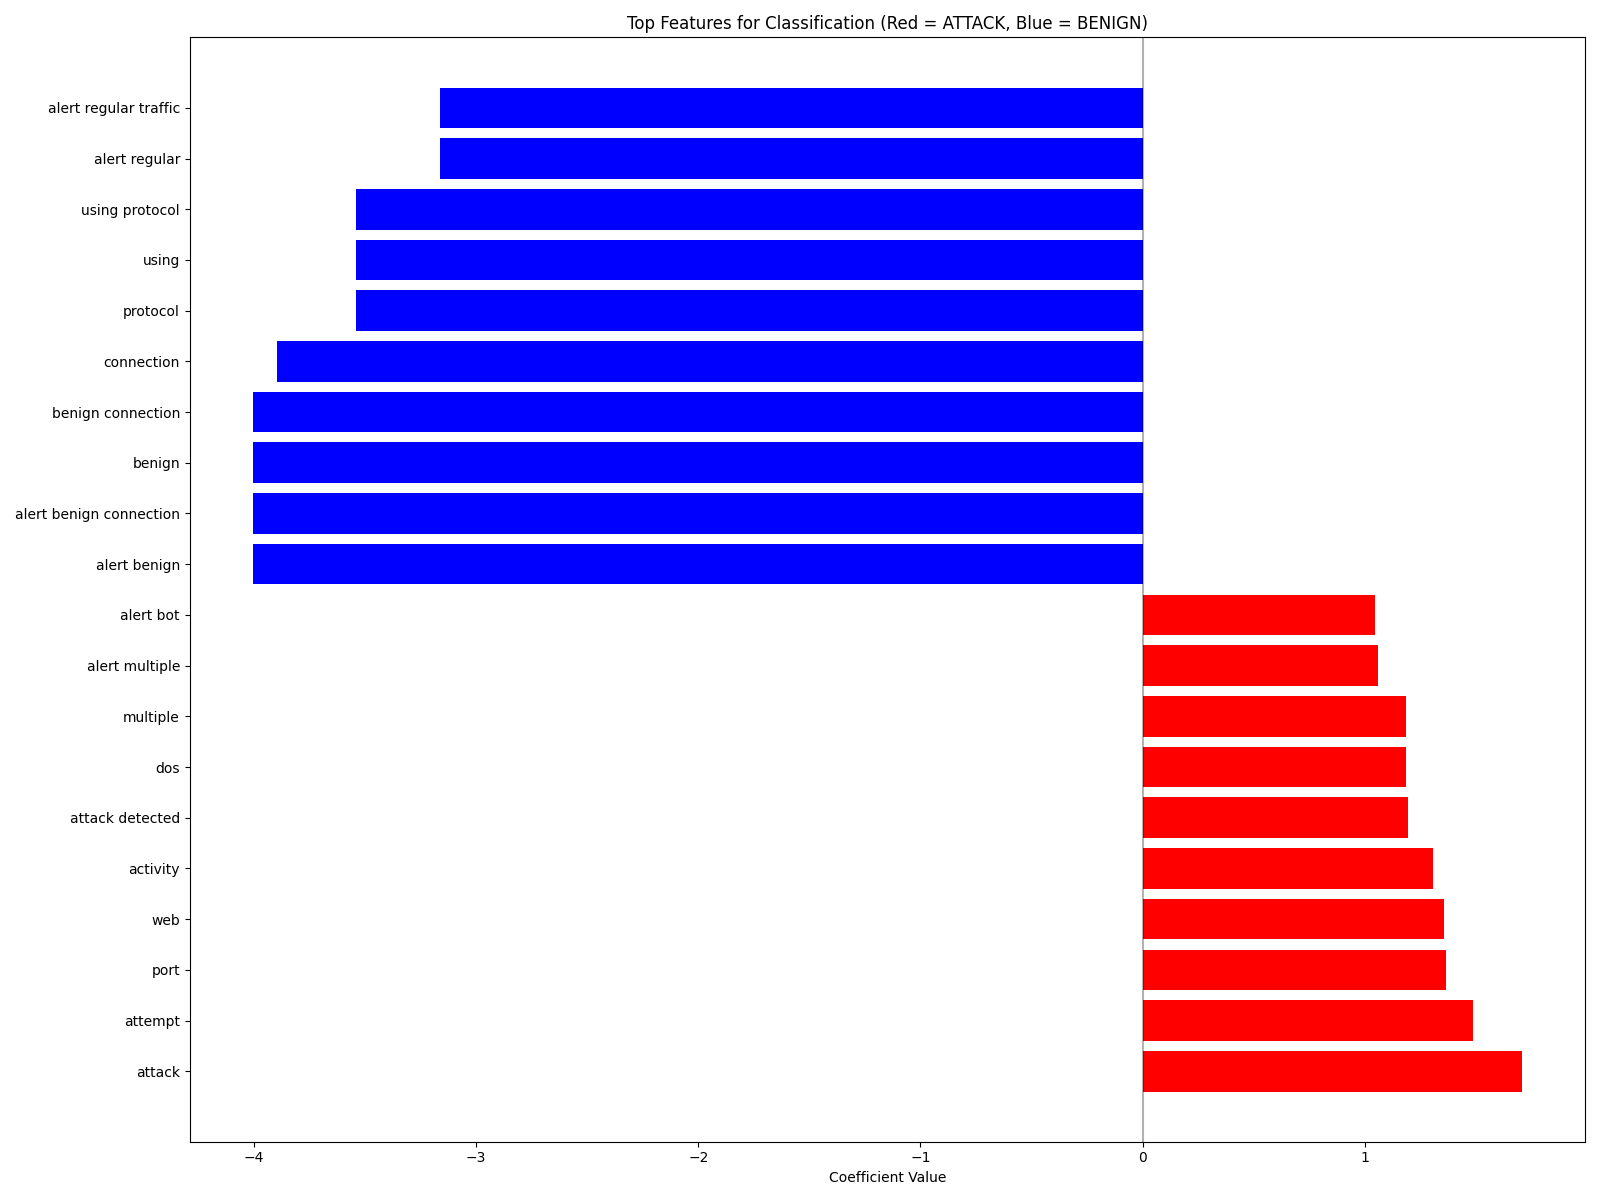 Top Features for Classification (Red = ATTACK, Blue = BENIGN)
alert regular traffic
alert regular
using protocol
using
protocol
connection
benign connection
benign
alert benign connection
alert benign
alert bot
alert multiple
multiple
dos
attack detected
activity
web
port
attempt
attack
−4 −3 −2 −1 0 1
Coefficient Value